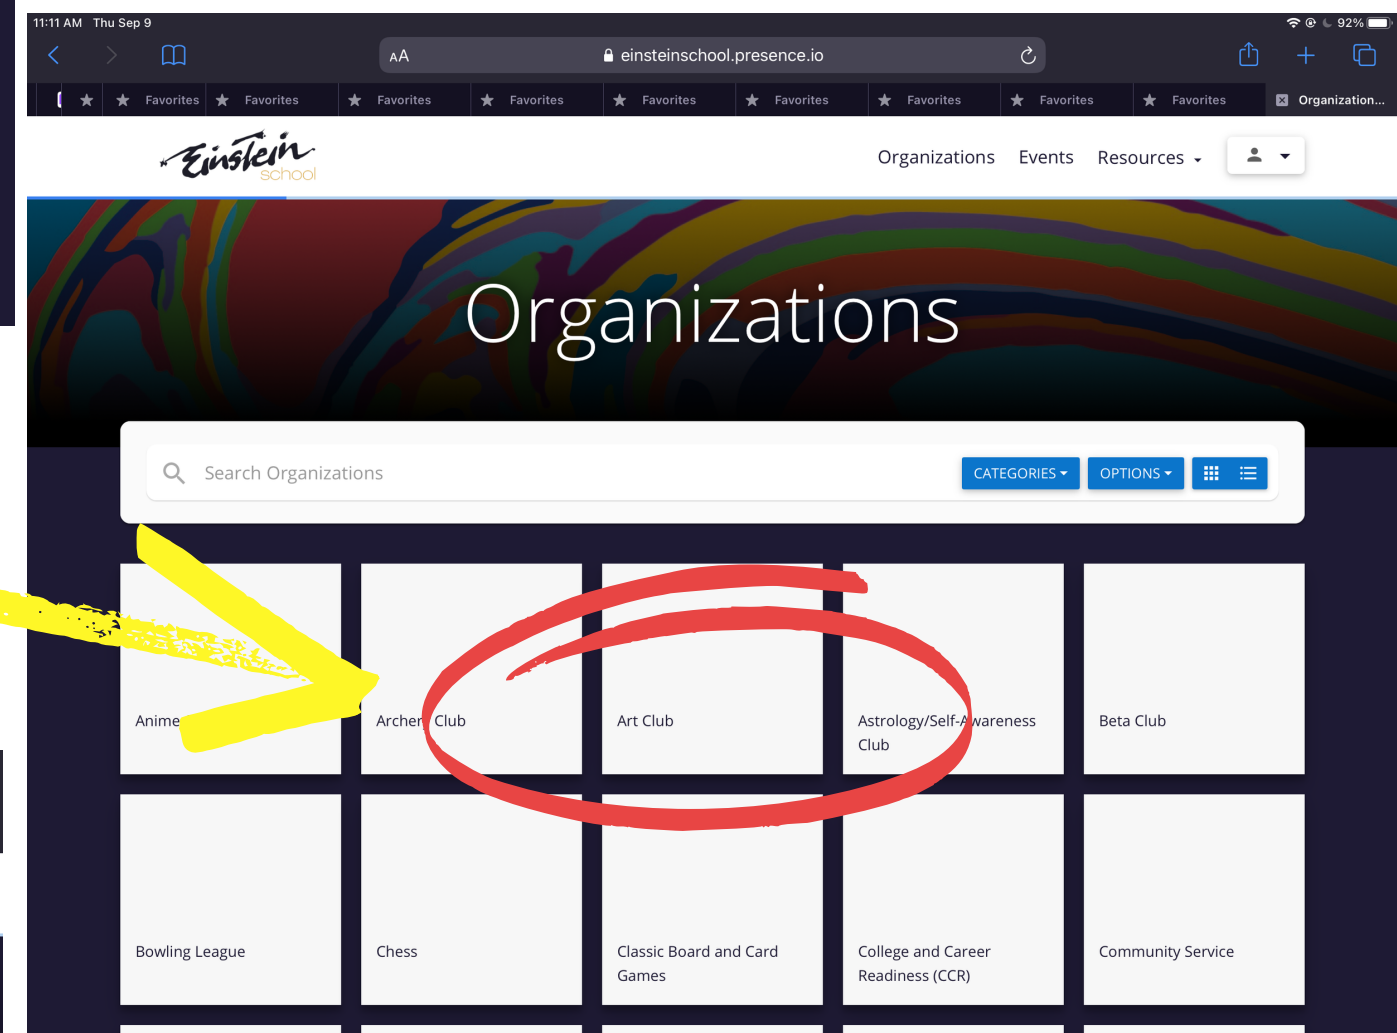 11:11 AM Thu Sep 9
92%
AA
einsteinschool.presence.io
Favorites Favorites Favorites Favorites Favorites Favorites Favorites Favorites Favorites Organization...
Einstein
school
Organizations Events Resources
Organizations
Search Organizations
CATEGORIES OPTIONS
Anime
Archery Club
Art Club
Astrology/Self-Awareness
Club
Beta Club
Bowling League
Chess
Classic Board and Card
Games
College and Career
Readiness (CCR)
Community Service